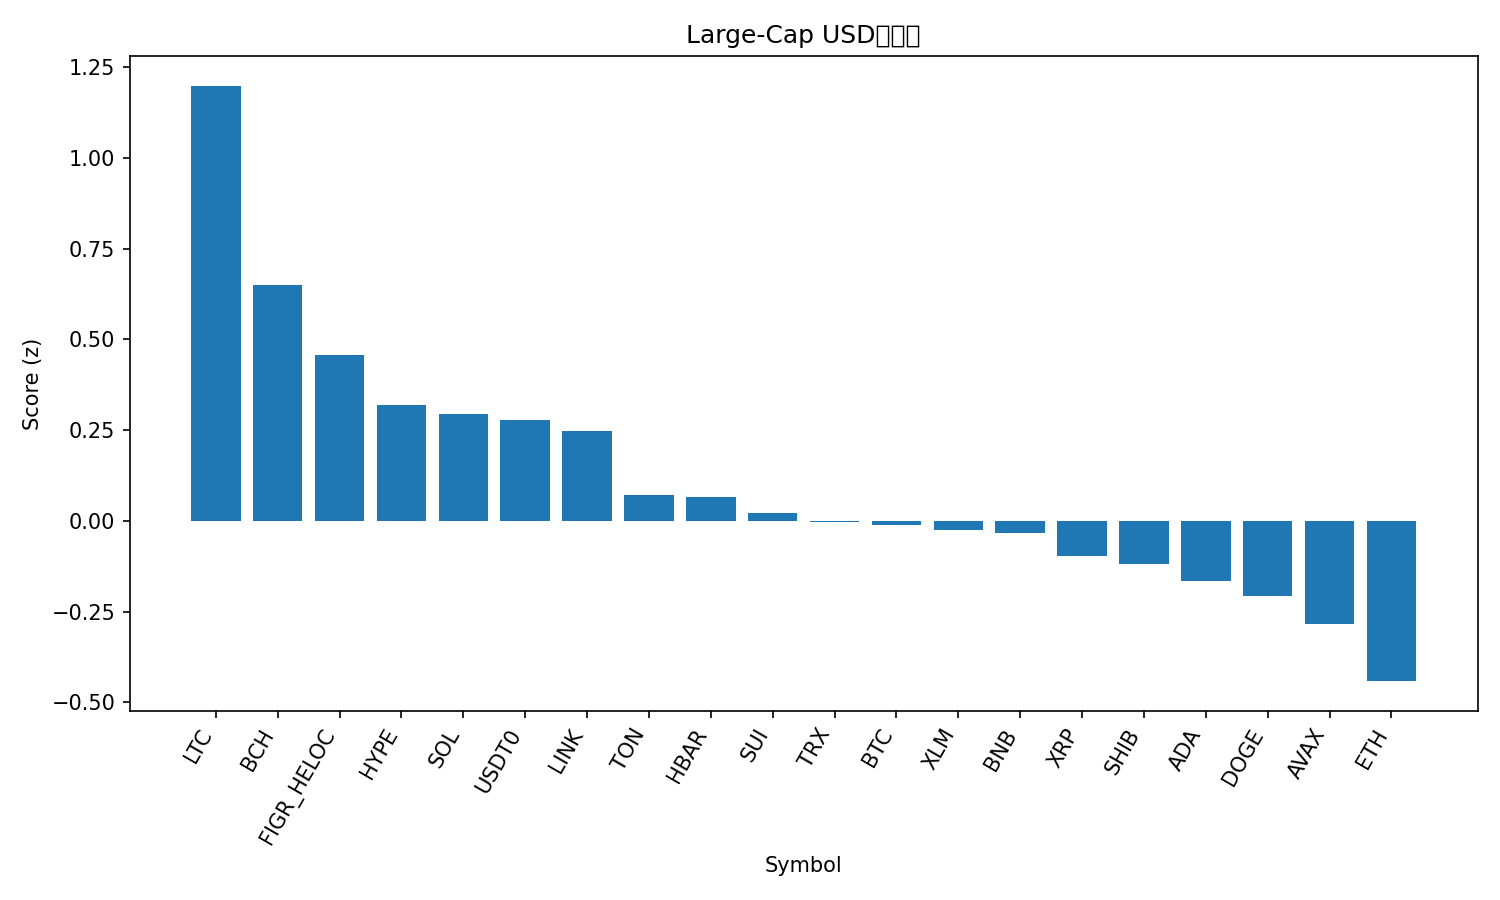 Large-Cap USD
1.25
1.00
0.75
0.50
0.25
0.00
−0.25
−0.50
Score (z)
LTC
BCH
FIGR_HELOC
HYPE
SOL
USDT0
LINK
TON
HBAR
SUI
TRX
BTC
XLM
BNB
XRP
SHIB
ADA
DOGE
AVAX
ETH
Symbol